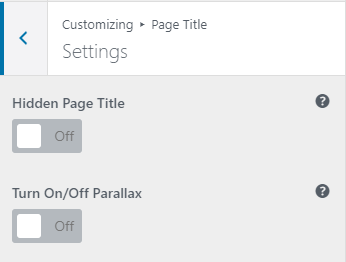 Customizing ▸ Page Title
Settings
Hidden Page Title ?
Off
Turn On/Off Parallax ?
Off